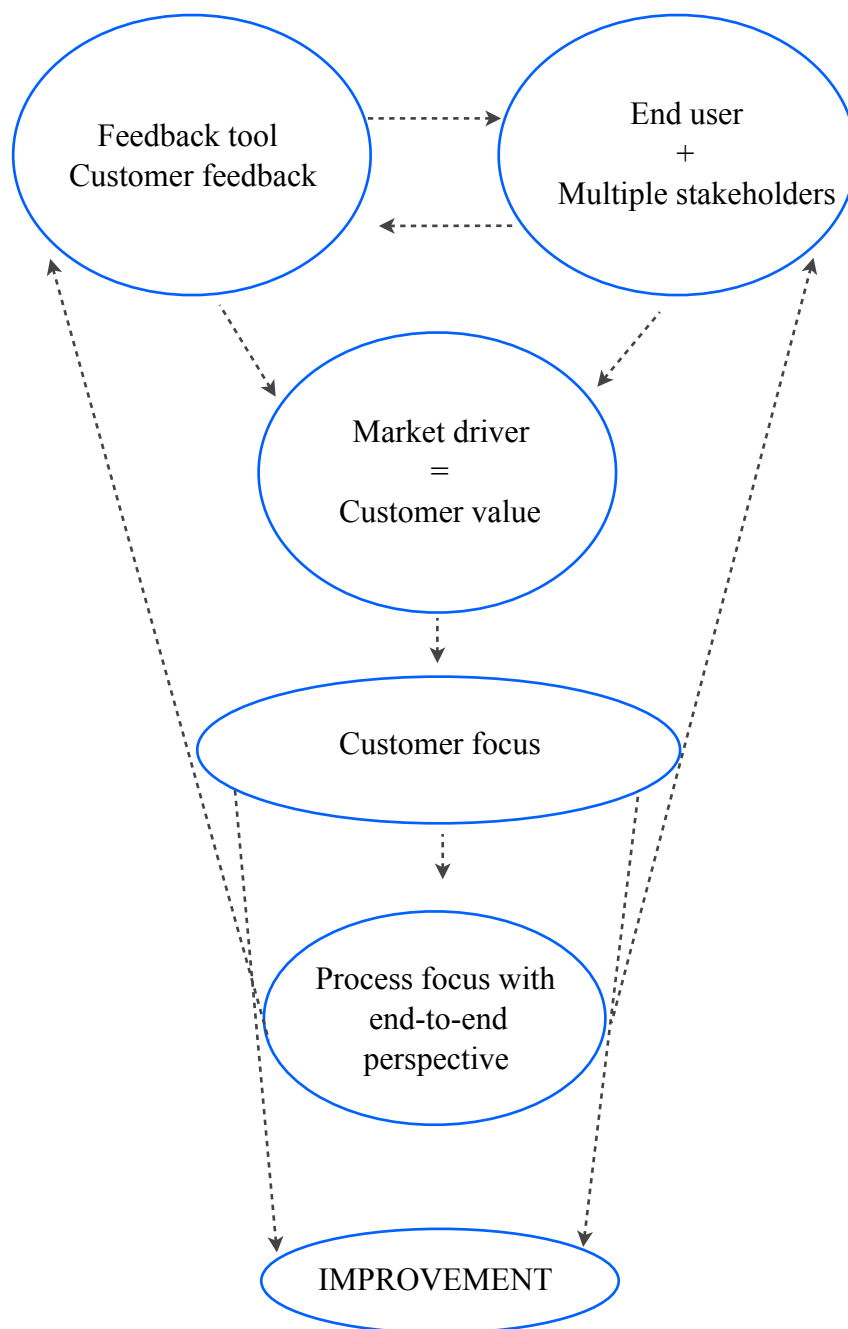 Feedback tool
Customer feedback
End user
+
Multiple stakeholders
Market driver
=
Customer value
Customer focus
Process focus with
end-to-end
perspective
IMPROVEMENT